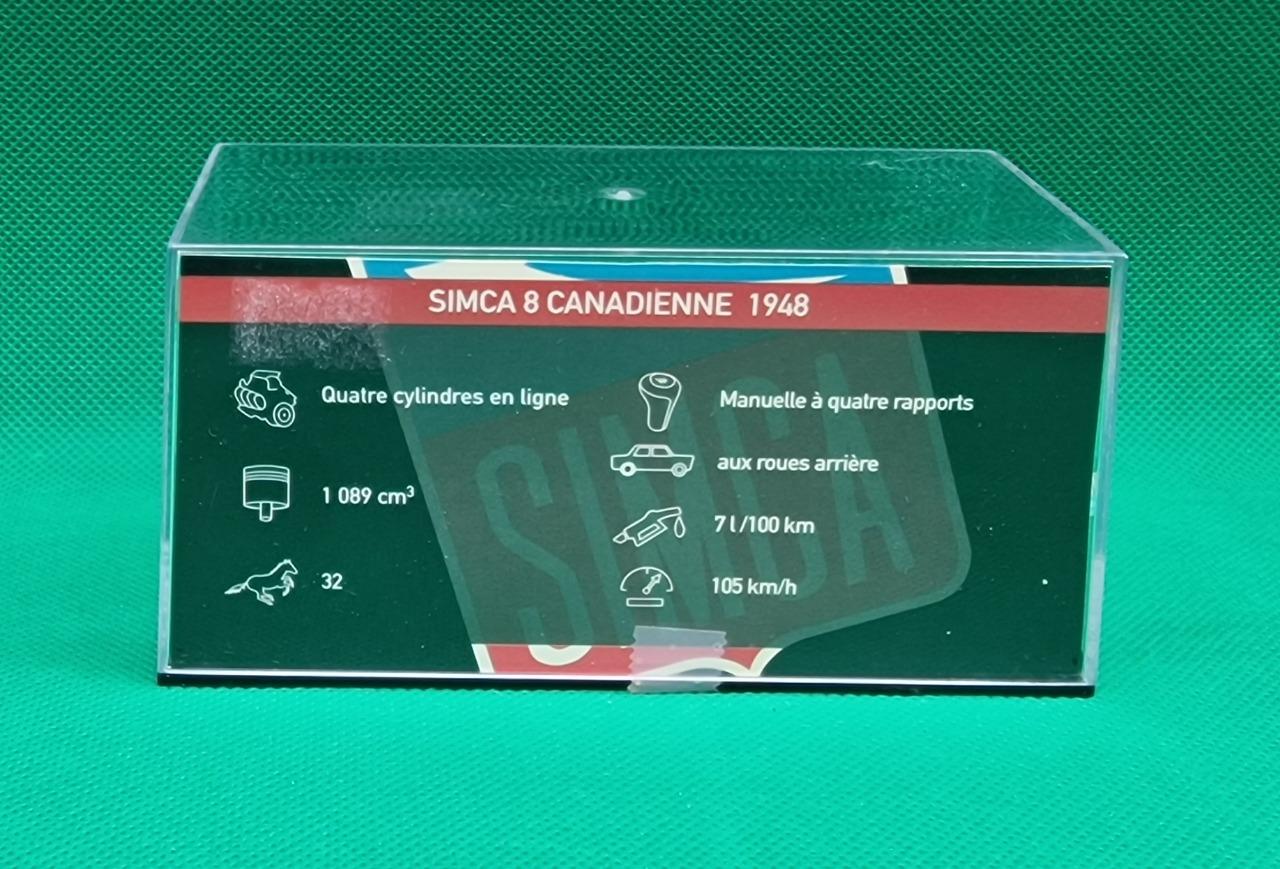 SIMCA 8 CANADIENNE 1948
Quatre cylindres en ligne
1 089 cm³
32
Manuelle à quatre rapports
aux roues arrière
7 l/100 km
105 km/h
SIMCA